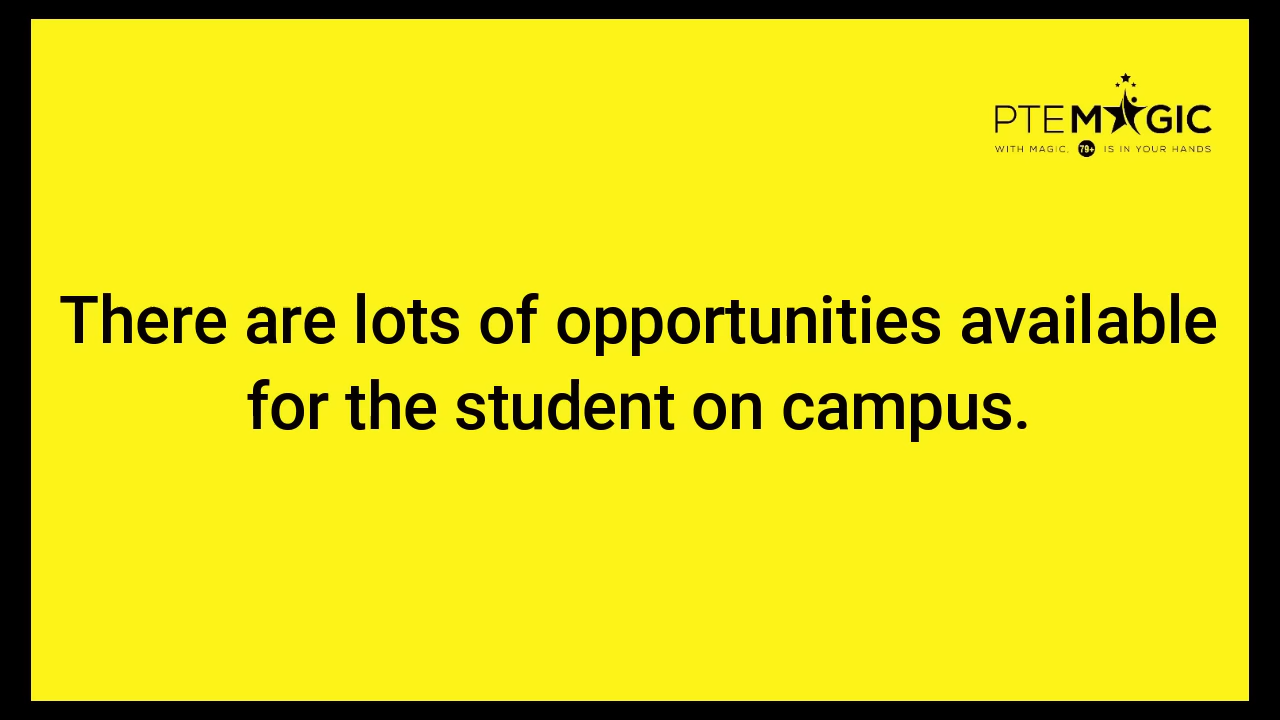 PTEMAGIC
WITH MAGIC, 79+ IS IN YOUR HANDS
There are lots of opportunities available
for the student on campus.